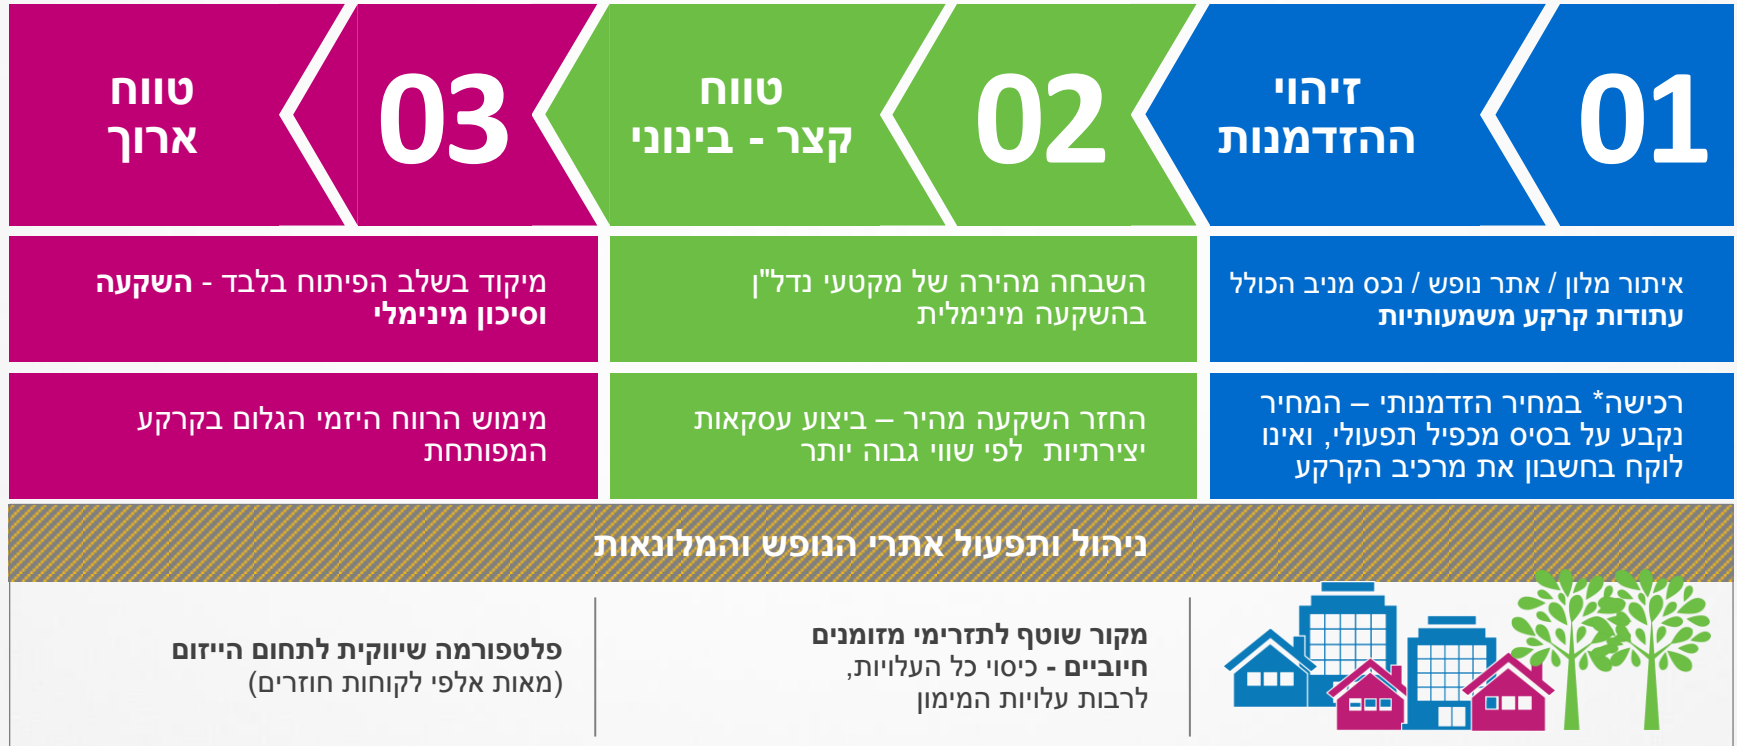 01
זיהוי
ההזדמנות
איתור מלון / אתר נופש / נכס מניב הכולל
עתודות קרקע משמעותיות
רכישה* במחיר הזדמנותי – המחיר
נקבע על בסיס מכפיל תפעולי, ואינו
לוקח בחשבון את מרכיב הקרקע
02
טווח
קצר - בינוני
השבחה מהירה של מקטעי נדל"ן
בהשקעה מינימלית
החזר השקעה מהיר – ביצוע עסקאות
יצירתיות לפי שווי גבוה יותר
03
טווח
ארוך
מיקוד בשלב הפיתוח בלבד - השקעה
וסיכון מינימלי
מימוש הרווח היזמי הגלום בקרקע
המפותחת
ניהול ותפעול אתרי הנופש והמלונאות
מקור שוטף לתזרימי מזומנים
חיוביים - כיסוי כל העלויות,
לרבות עלויות המימון
פלטפורמה שיווקית לתחום הייזום
(מאות אלפי לקוחות חוזרים)